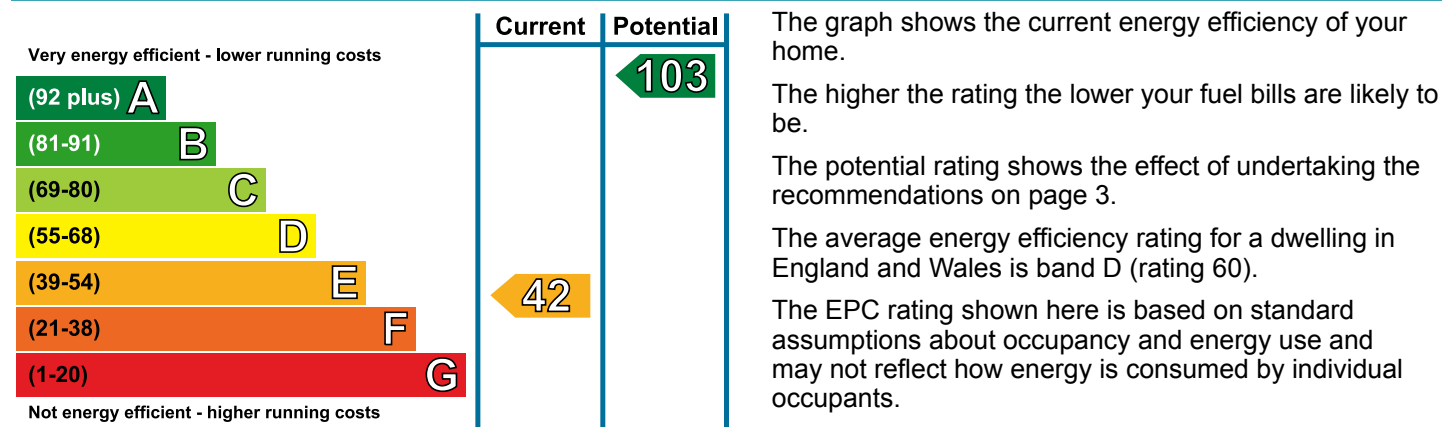 Current Potential
Very energy efficient - lower running costs
(92 plus) A
103
(81-91) B
(69-80) C
(55-68) D
(39-54) E
42
(21-38) F
(1-20) G
Not energy efficient - higher running costs
The graph shows the current energy efficiency of your
home.
The higher the rating the lower your fuel bills are likely to
be.
The potential rating shows the effect of undertaking the
recommendations on page 3.
The average energy efficiency rating for a dwelling in
England and Wales is band D (rating 60).
The EPC rating shown here is based on standard
assumptions about occupancy and energy use and
may not reflect how energy is consumed by individual
occupants.